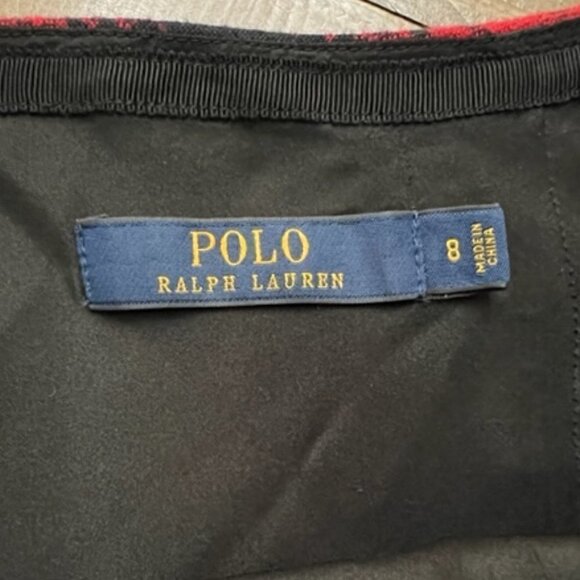 POLO
RALPH LAUREN
8
MADE IN
CHINA